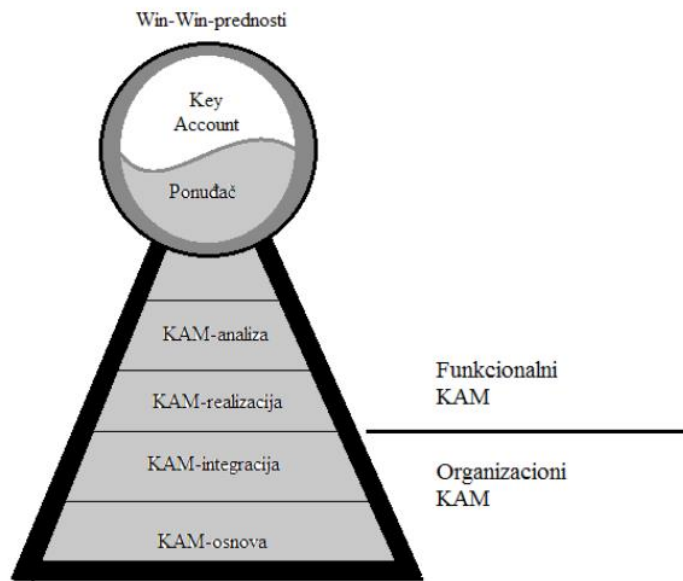 Win-Win-prednosti
Key
Account
Ponuđač
KAM-analiza
KAM-realizacija
KAM-integracija
KAM-osnova
Funkcionalni
KAM
Organizacioni
KAM